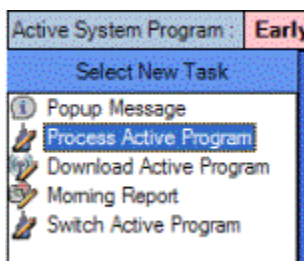 Active System Program : Early
Select New Task
Popup Message
Process Active Program
Download Active Program
Morning Report
Switch Active Program